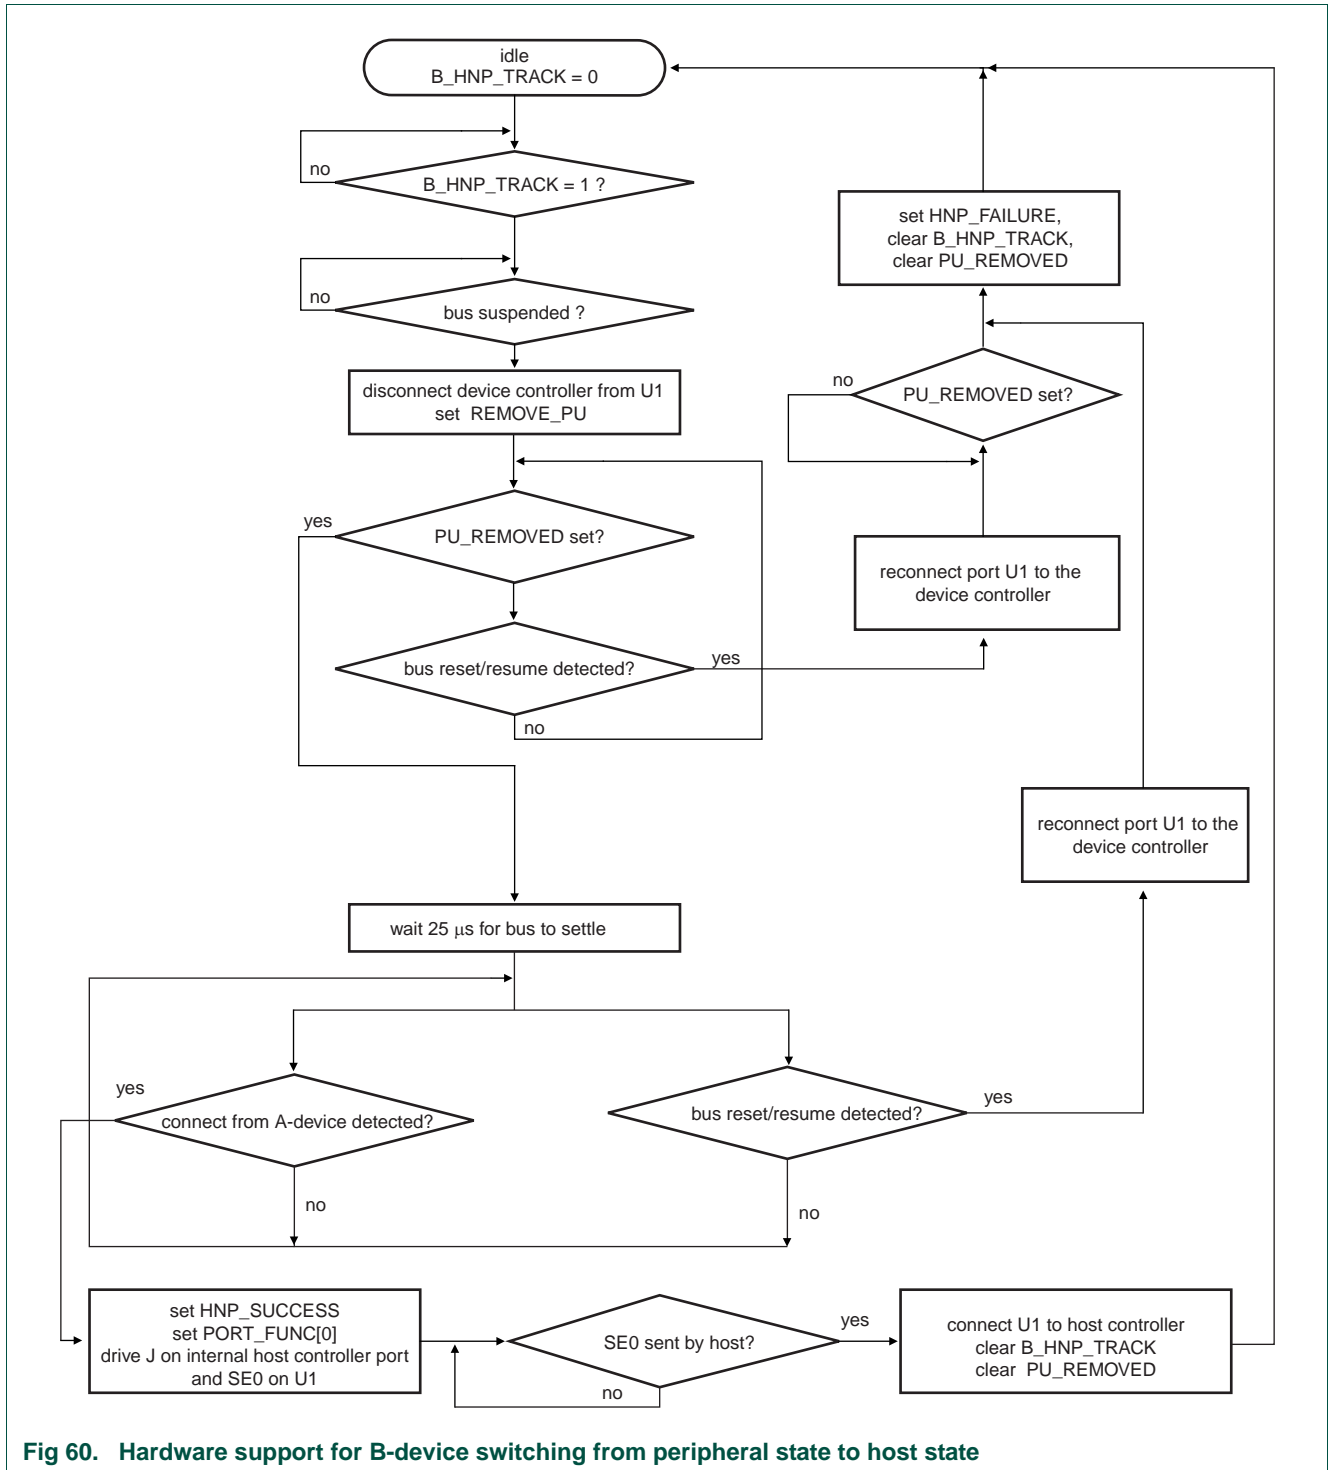 idle
B_HNP_TRACK = 0
no
B_HNP_TRACK = 1 ?
set HNP_FAILURE,
clear B_HNP_TRACK,
clear PU_REMOVED
no
bus suspended ?
disconnect device controller from U1
set REMOVE_PU
no
PU_REMOVED set?
yes
PU_REMOVED set?
reconnect port U1 to the
device controller
bus reset/resume detected?
yes
no
reconnect port U1 to the
device controller
wait 25 μs for bus to settle
yes
connect from A-device detected?
no
bus reset/resume detected?
yes
no
set HNP_SUCCESS
set PORT_FUNC[0]
drive J on internal host controller port
and SE0 on U1
SE0 sent by host?
no
yes
connect U1 to host controller
clear B_HNP_TRACK
clear PU_REMOVED
Fig 60. Hardware support for B-device switching from peripheral state to host state